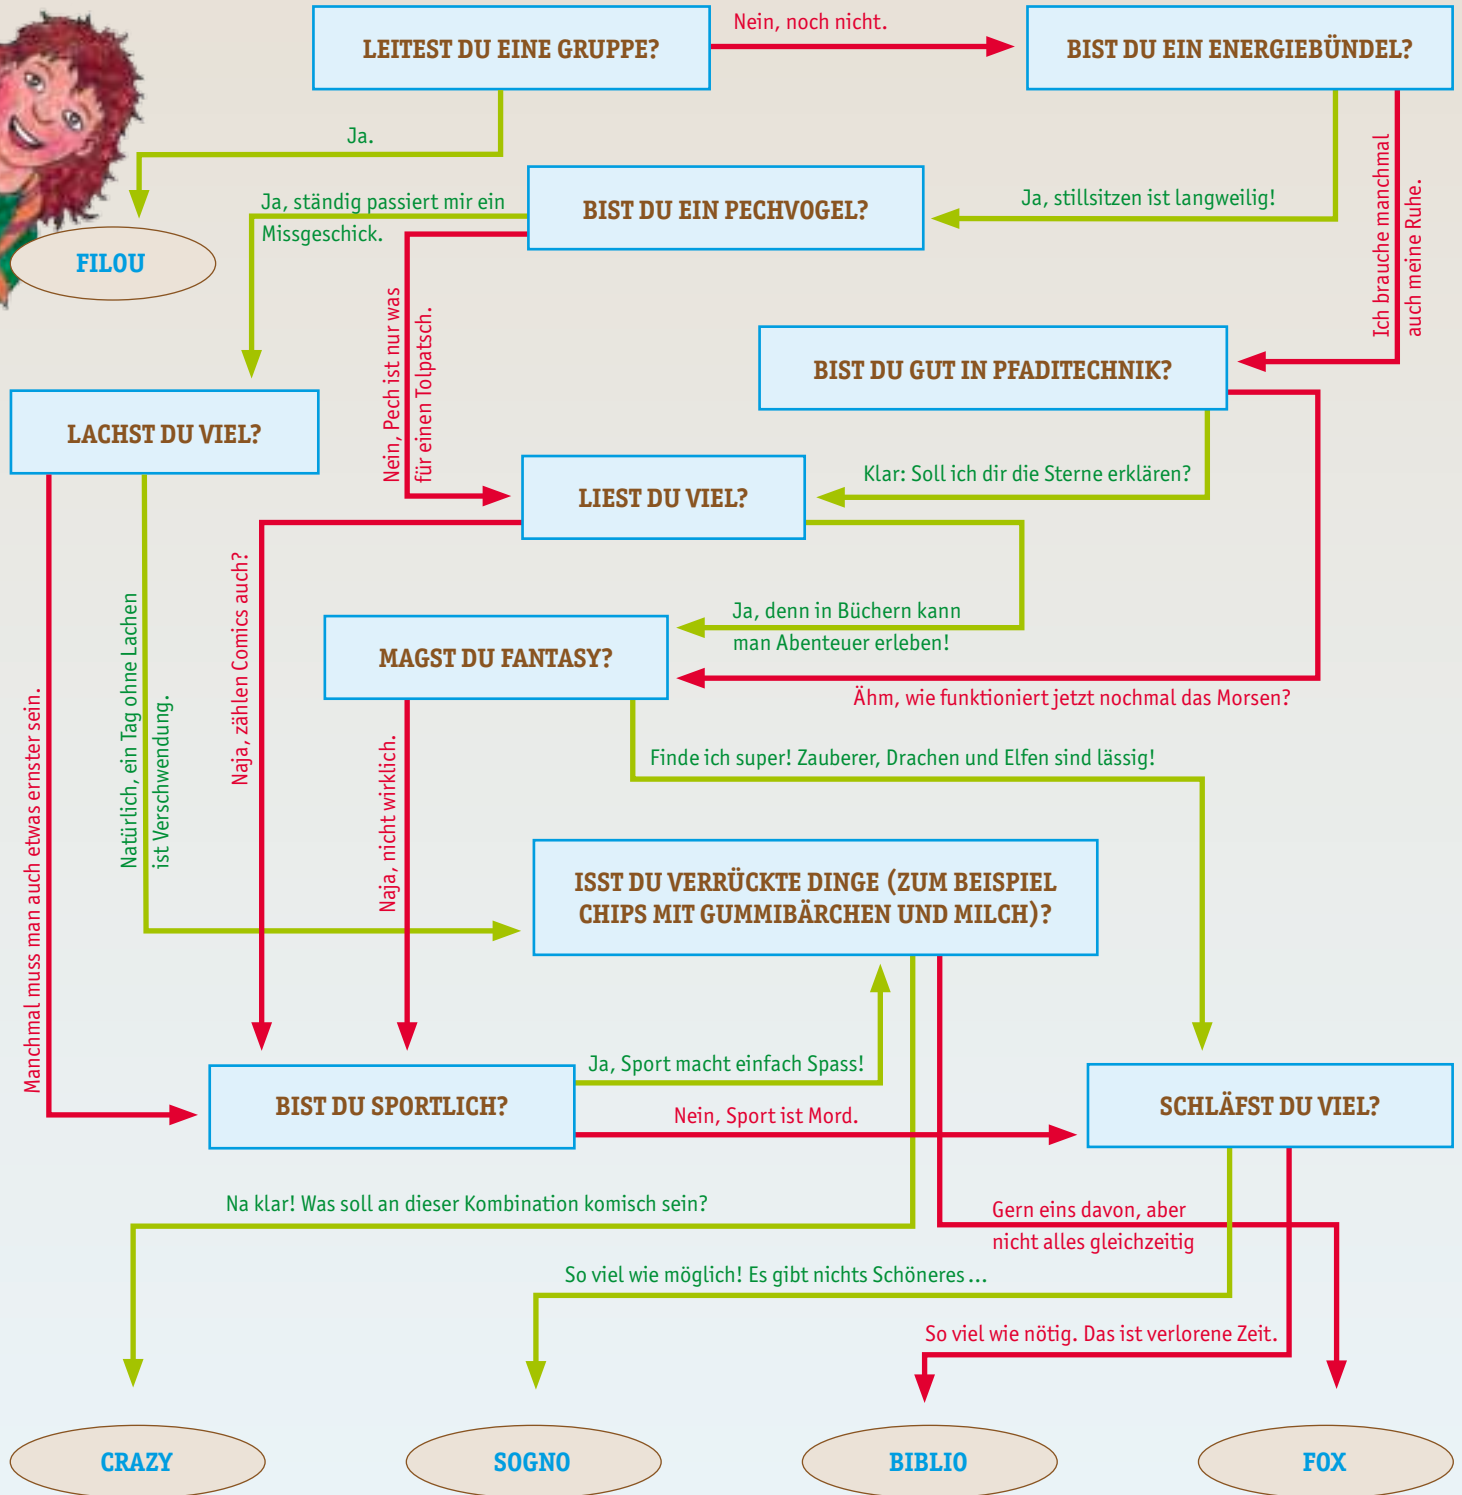 LEITEST DU EINE GRUPPE?
Nein, noch nicht.
BIST DU EIN ENERGIEBÜNDEL?
Ja.
Ja, ständig passiert mir ein
Missgeschick.
BIST DU EIN PECHVOGEL?
Ja, stillsitzen ist langweilig!
Ich brauche manchmal
auch meine Ruhe.
FILOU
Nein, Pech ist nur was
für einen Tolpatsch.
BIST DU GUT IN PFADITECHNIK?
LACHST DU VIEL?
Klar: Soll ich dir die Sterne erklären?
LIEST DU VIEL?
Naja, zählen Comics auch?
Natürlich, ein Tag ohne Lachen
ist Verschwendung.
Manchmal muss man auch etwas ernster sein.
Ja, denn in Büchern kann
man Abenteuer erleben!
MAGST DU FANTASY?
Ähm, wie funktioniert jetzt nochmal das Morsen?
Naja, nicht wirklich.
Finde ich super! Zauberer, Drachen und Elfen sind lässig!
ISST DU VERRÜCKTE DINGE (ZUM BEISPIEL
CHIPS MIT GUMMIBÄRCHEN UND MILCH)?
Ja, Sport macht einfach Spass!
BIST DU SPORTLICH?
Nein, Sport ist Mord.
SCHLÄFST DU VIEL?
Na klar! Was soll an dieser Kombination komisch sein?
Gern eins davon, aber
nicht alles gleichzeitig
So viel wie möglich! Es gibt nichts Schöneres ...
So viel wie nötig. Das ist verlorene Zeit.
CRAZY
SOGNO
BIBLIO
FOX